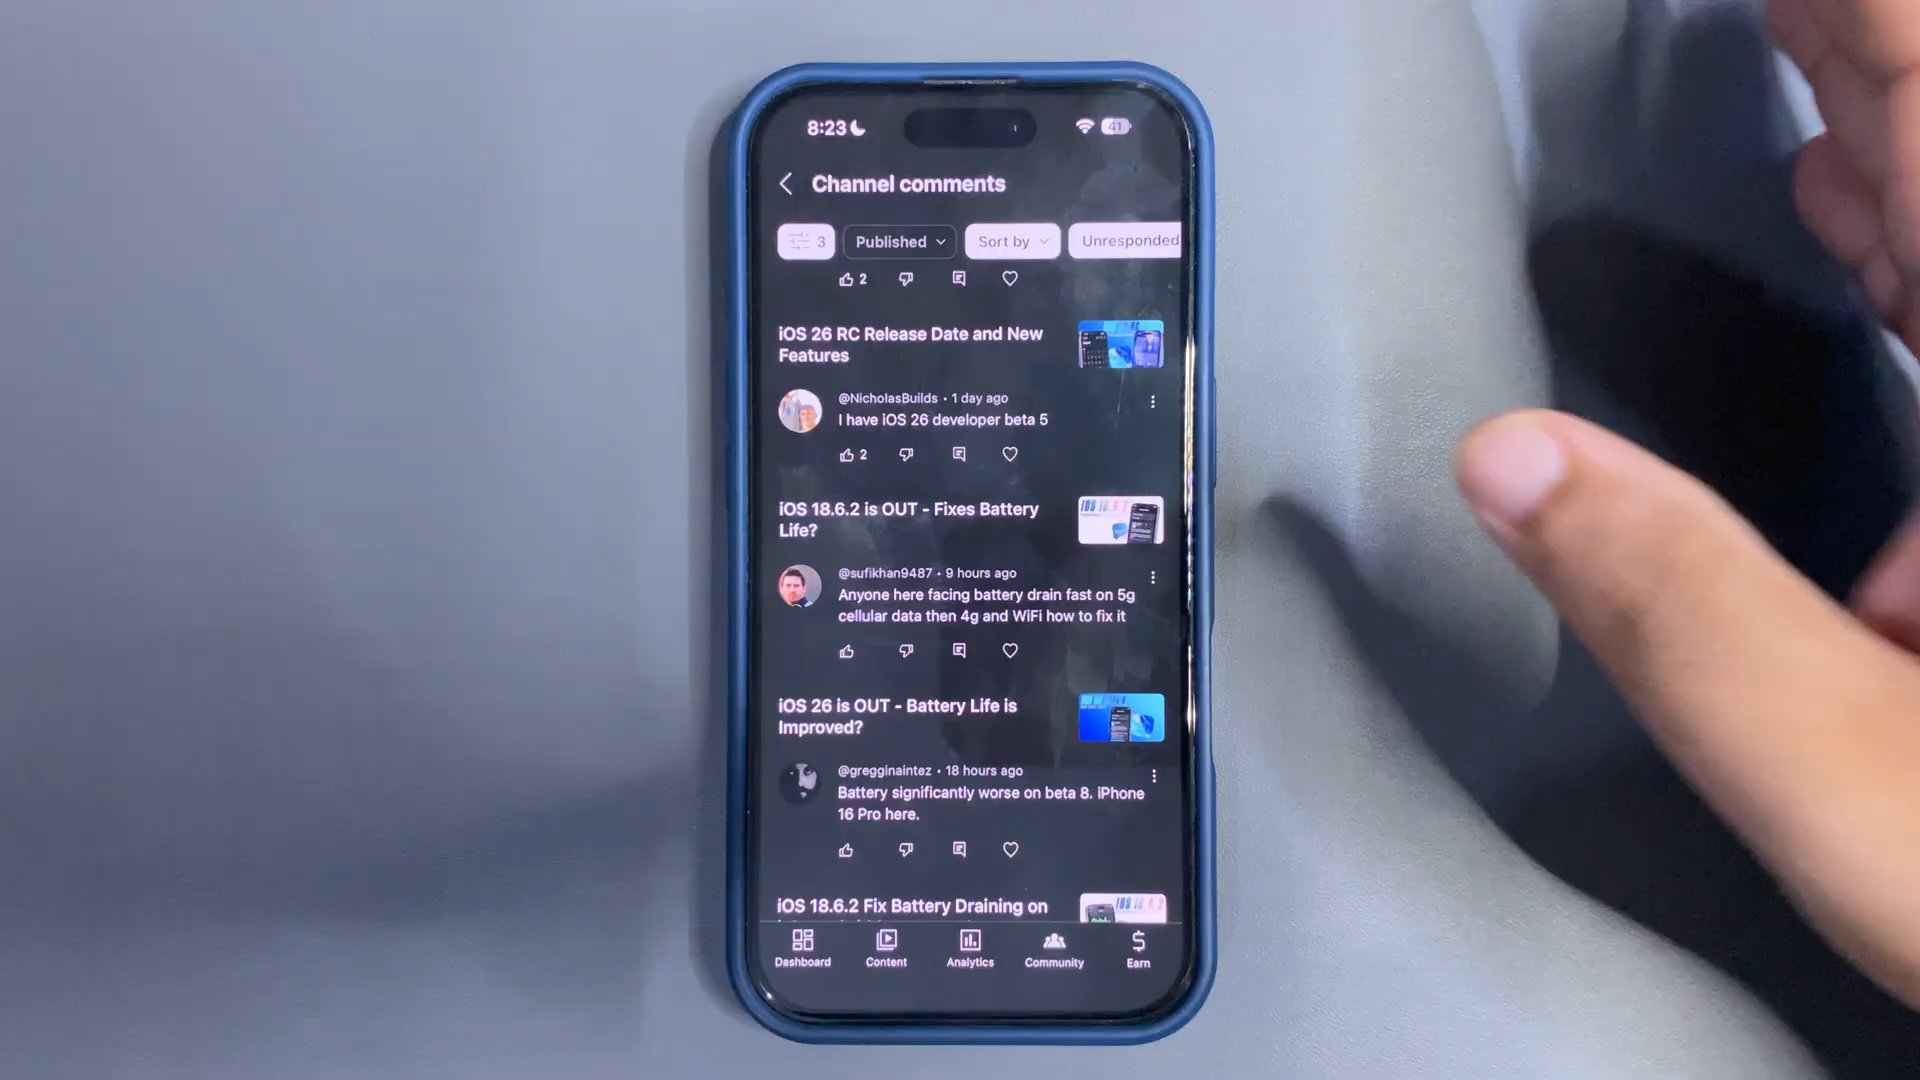 8:23
41
Channel comments
3
Published
Sort by
Unresponded
2
iOS 26 RC Release Date and New
Features
@NicholasBuilds • 1 day ago
I have iOS 26 developer beta 5
2
iOS 18.6.2 is OUT - Fixes Battery
Life?
@sufikhan9487 • 9 hours ago
Anyone here facing battery drain fast on 5g
cellular data then 4g and WiFi how to fix it
iOS 26 is OUT - Battery Life is
Improved?
@gregginaintez • 18 hours ago
Battery significantly worse on beta 8. iPhone
16 Pro here.
iOS 18.6.2 Fix Battery Draining on
Dashboard
Content
Analytics
Community
Earn